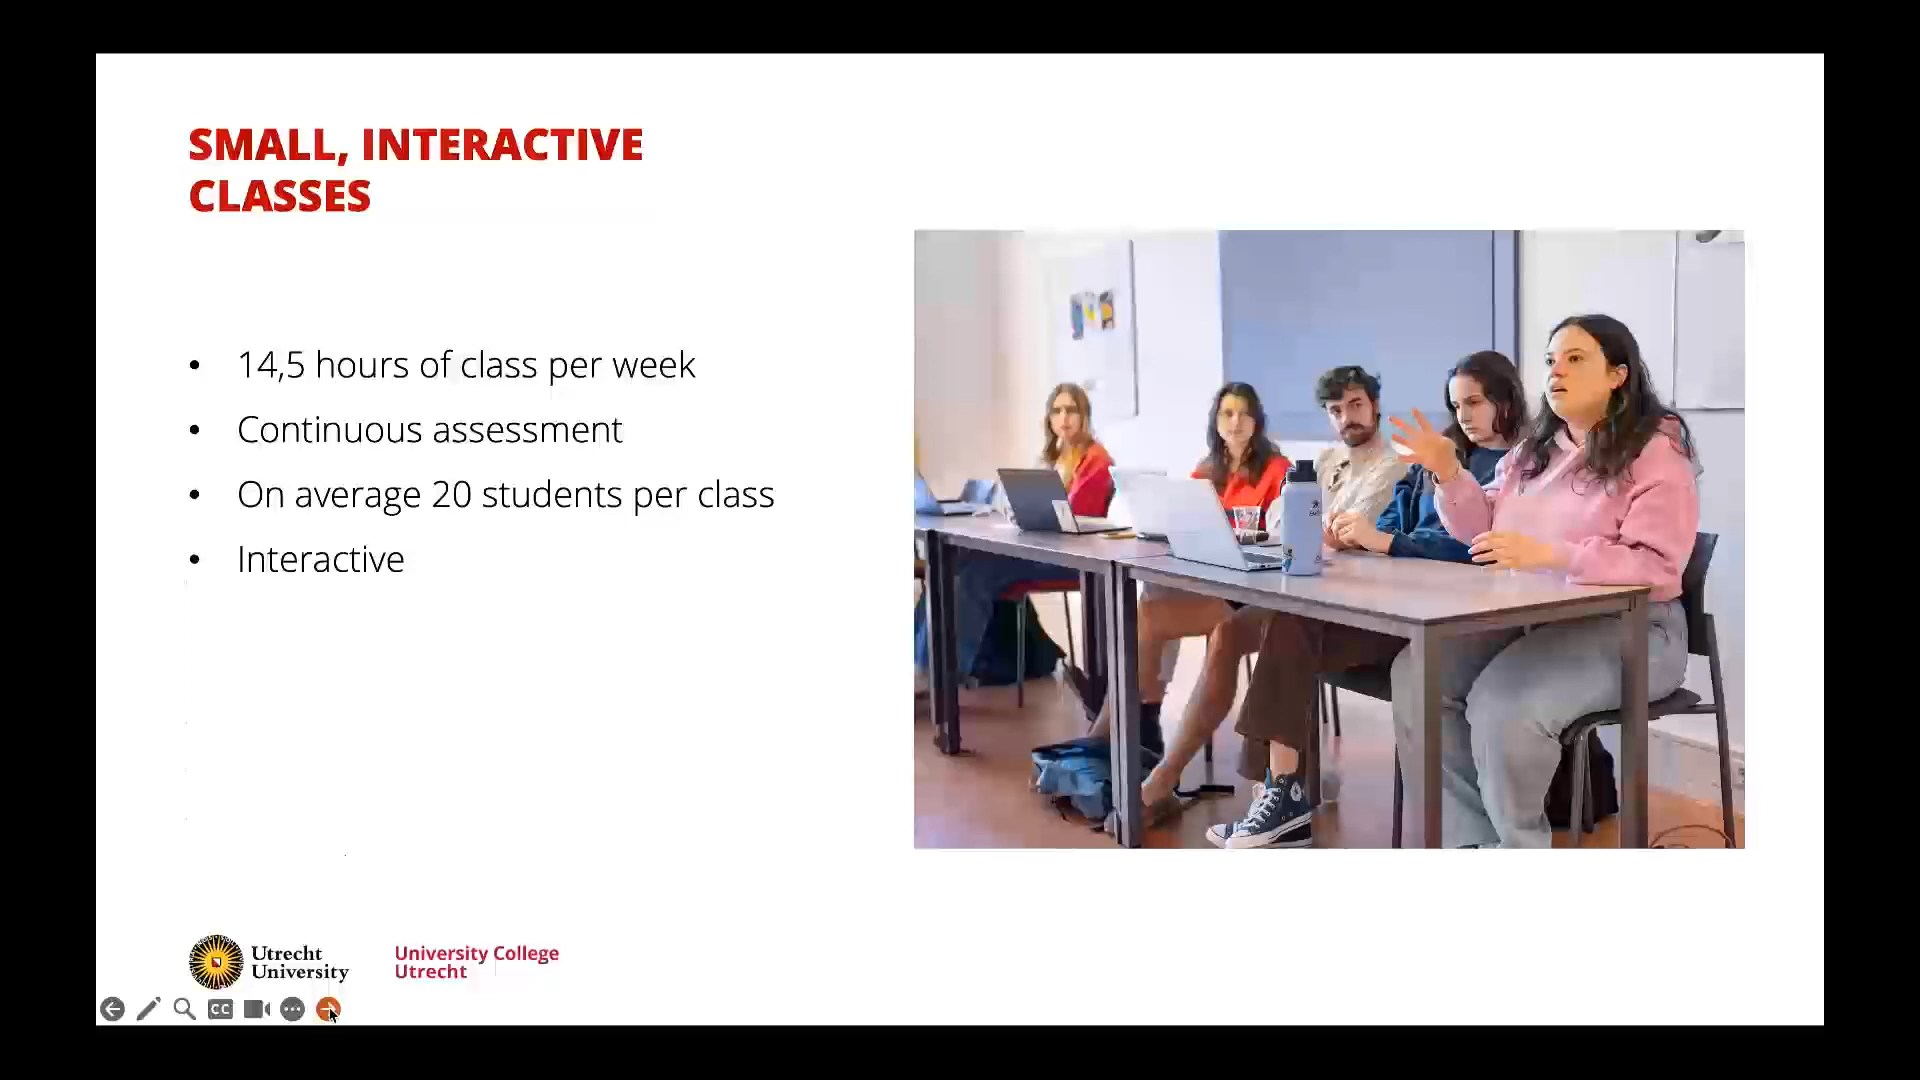 SMALL, INTERACTIVE
CLASSES
• 14,5 hours of class per week
• Continuous assessment
• On average 20 students per class
• Interactive
Utrecht
University
University College
Utrecht
CC